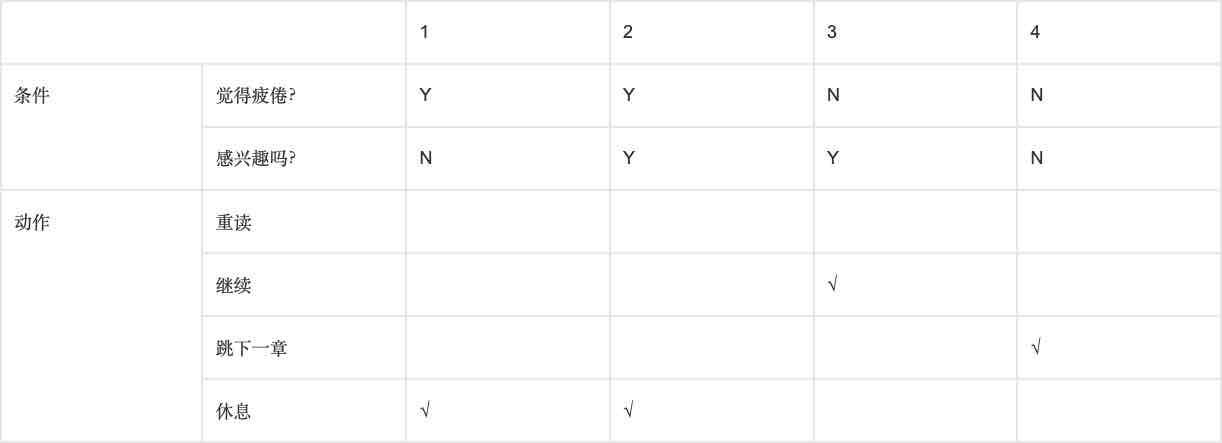 1 2 3 4
条件 觉得疲倦? Y Y N N
感兴趣吗? N Y Y N
动作 重读
继续 √
跳下一章 √
休息 √ √